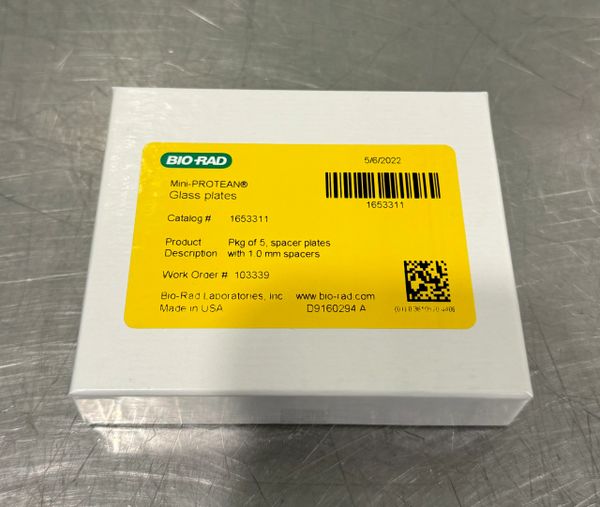 BIO-RAD
5/6/2022
Mini-PROTEAN®
Glass plates
1653311
Catalog # 1653311
Product Pkg of 5, spacer plates
Description with 1.0 mm spacers
Work Order # 103339
Bio-Rad Laboratories, Inc www.bio-rad.com
Made in USA D9160294 A